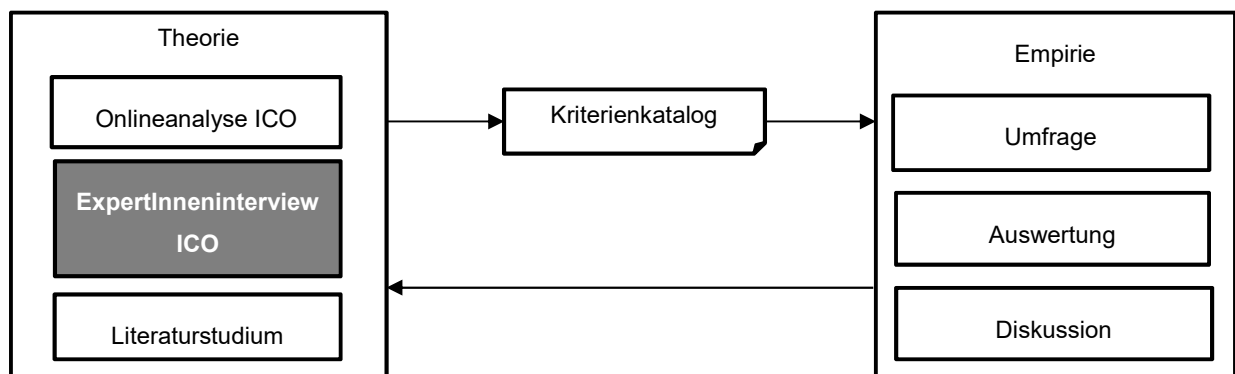 Theorie
Onlineanalyse ICO
ExpertInneninterview
ICO
Literaturstudium
Kriterienkatalog
Empirie
Umfrage
Auswertung
Diskussion